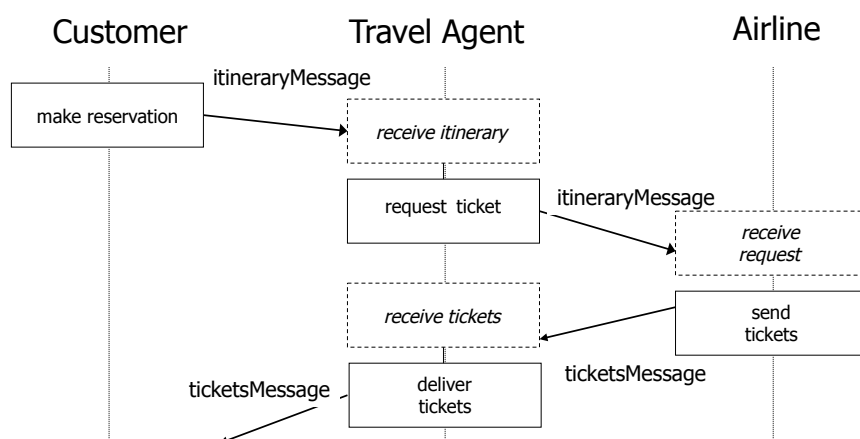 Customer
Travel Agent
Airline
itineraryMessage
make reservation
receive itinerary
request ticket
itineraryMessage
receive
request
receive tickets
send
tickets
ticketsMessage
ticketsMessage
deliver
tickets